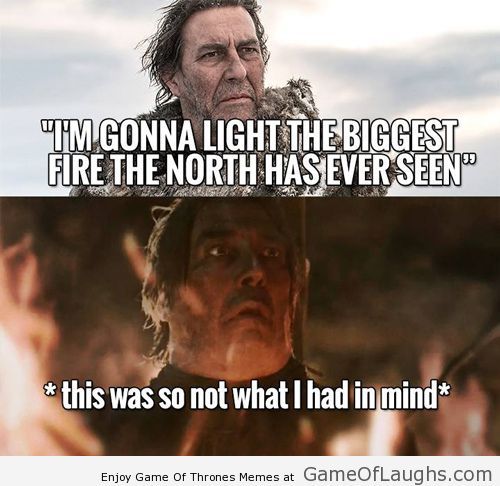 "I'M GONNA LIGHT THE BIGGEST
FIRE THE NORTH HAS EVER SEEN"
* this was so not what I had in mind*
Enjoy Game Of Thrones Memes at GameOfLaughs.com